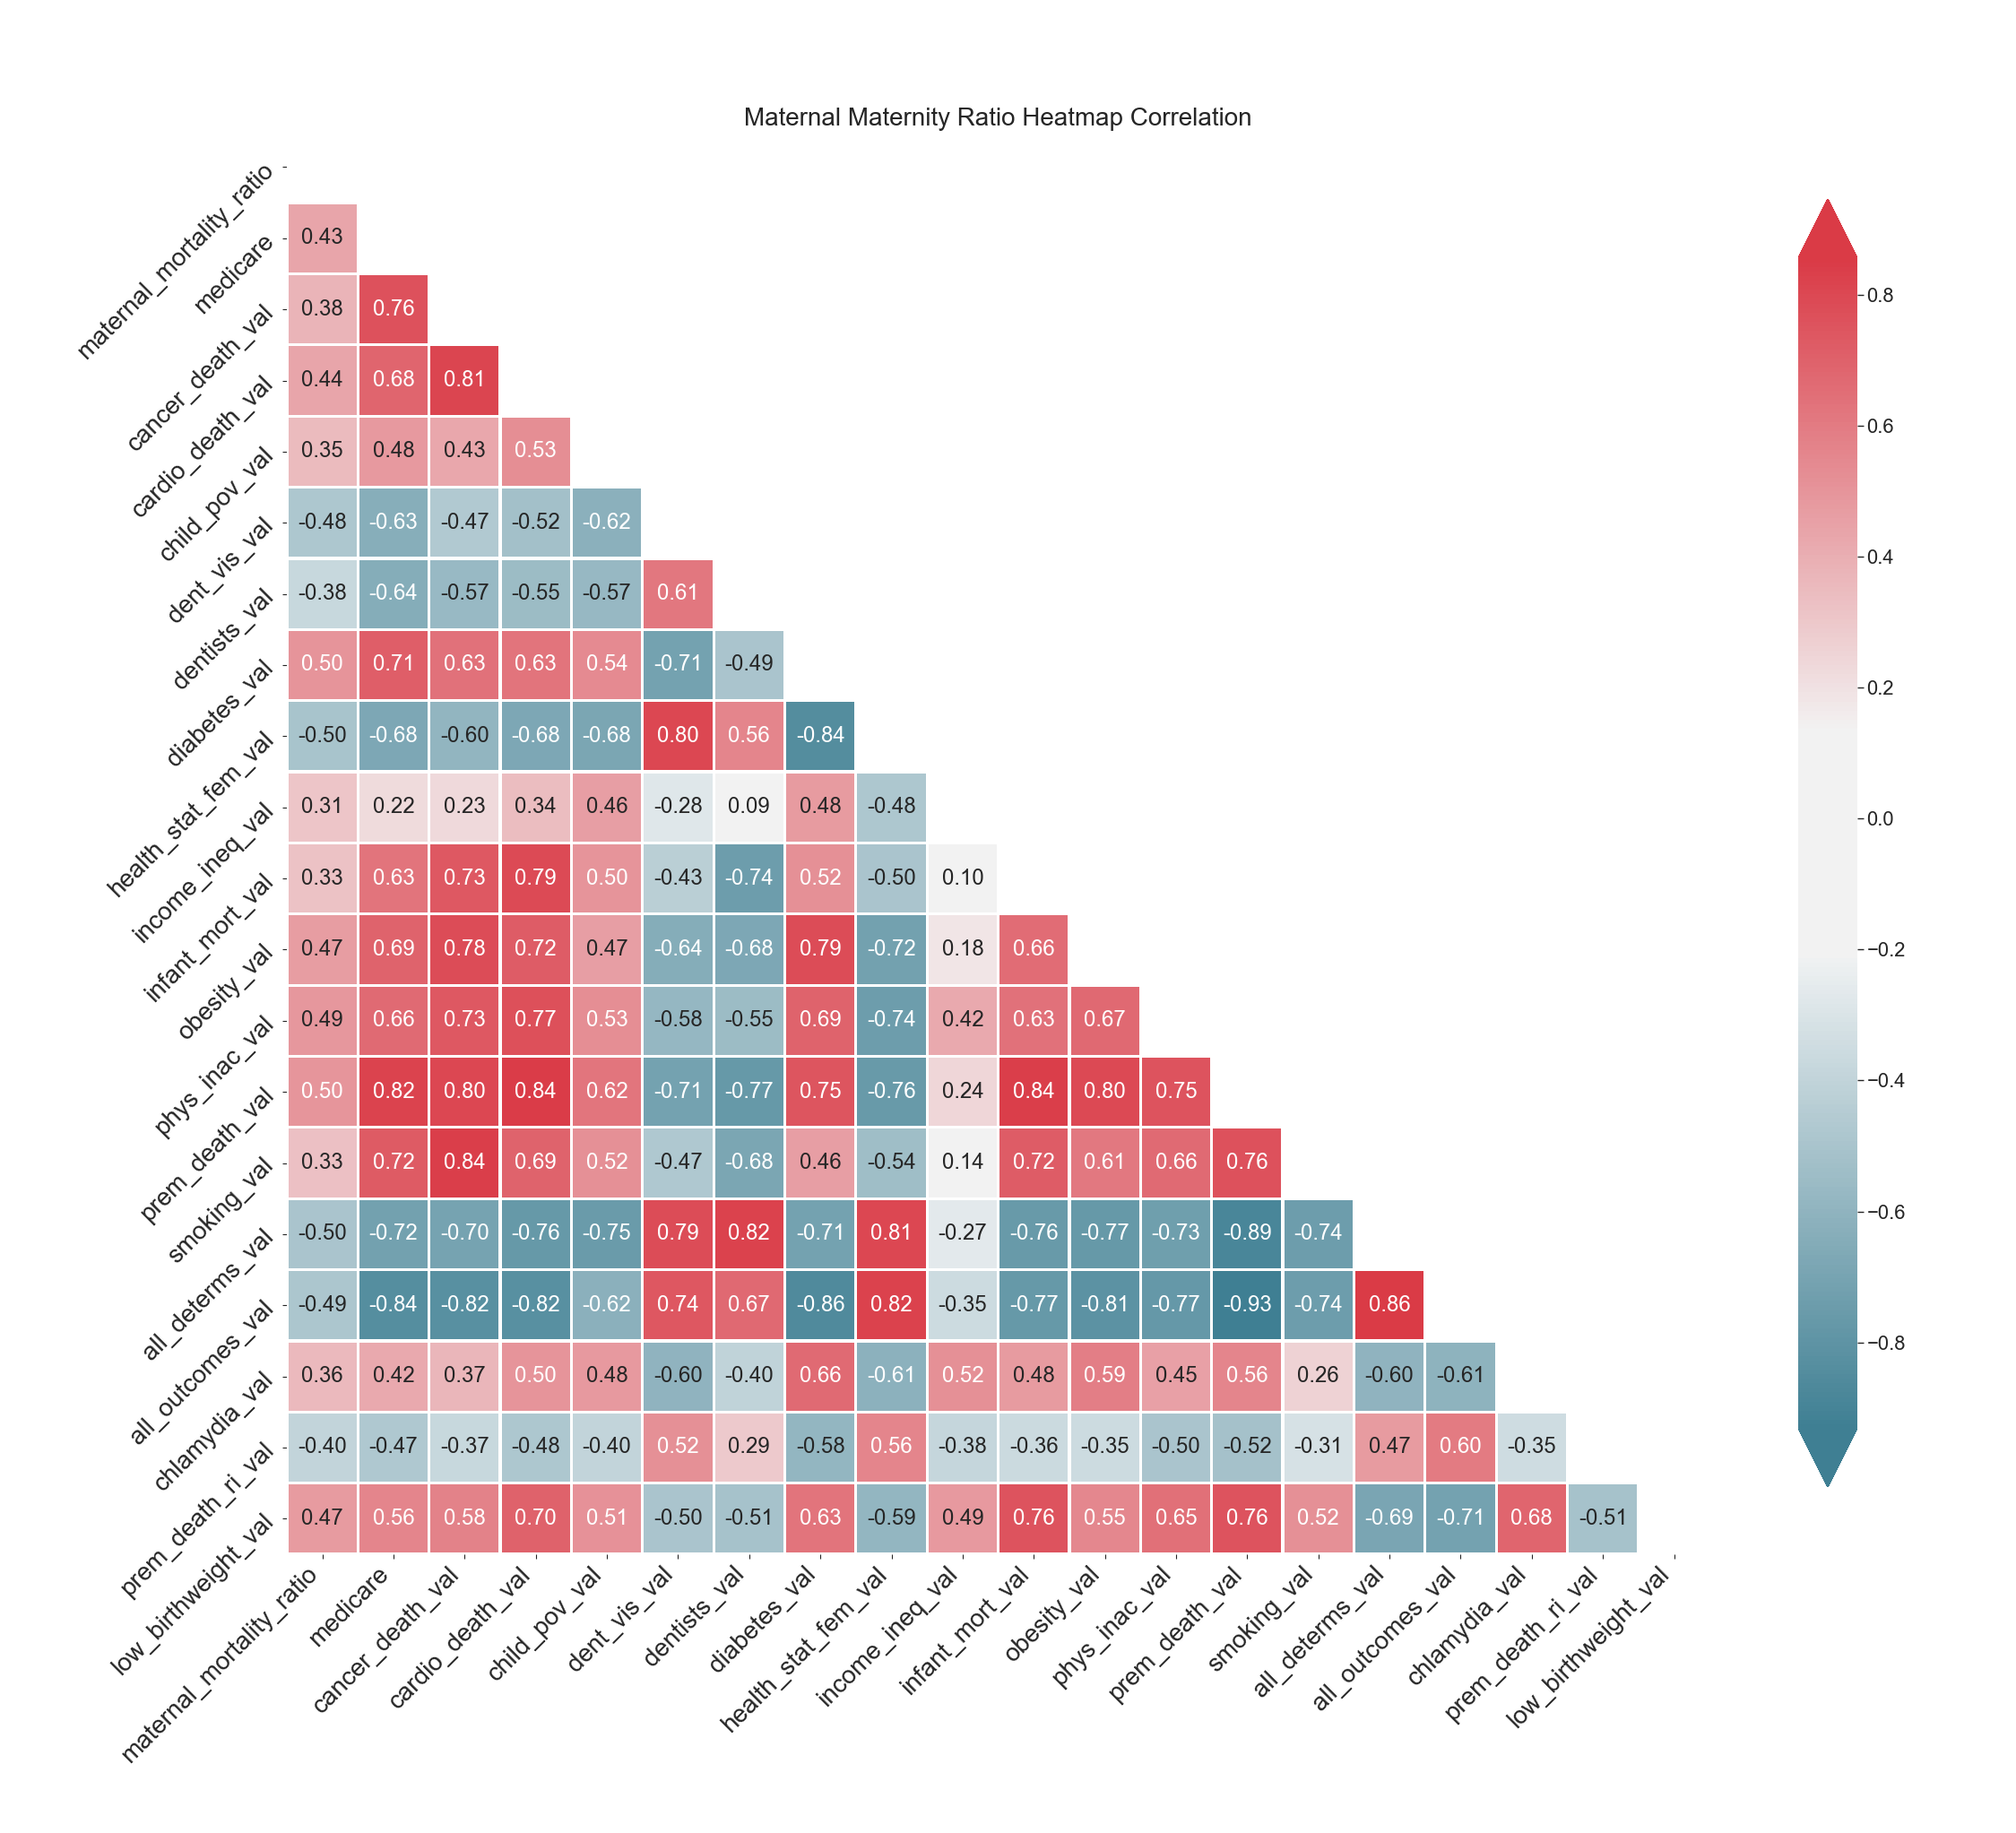 Maternal Maternity Ratio Heatmap Correlation
maternal_mortality_ratio
medicare 0.43
cancer_death_val 0.38 0.76
cardio_death_val 0.44 0.68 0.81
child_pov_val 0.35 0.48 0.43 0.53
dent_vis_val -0.48 -0.63 -0.47 -0.52 -0.62
dentists_val -0.38 -0.64 -0.57 -0.55 -0.57 0.61
diabetes_val 0.50 0.71 0.63 0.63 0.54 -0.71 -0.49
health_stat_fem_val -0.50 -0.68 -0.60 -0.68 -0.68 0.80 0.56 -0.84
income_ineq_val 0.31 0.22 0.23 0.34 0.46 -0.28 0.09 0.48 -0.48
infant_mort_val 0.33 0.63 0.73 0.79 0.50 -0.43 -0.74 0.52 -0.50 0.10
obesity_val 0.47 0.69 0.78 0.72 0.47 -0.64 -0.68 0.79 -0.72 0.18 0.66
phys_inac_val 0.49 0.66 0.73 0.77 0.53 -0.58 -0.55 0.69 -0.74 0.42 0.63 0.67
prem_death_val 0.50 0.82 0.80 0.84 0.62 -0.71 -0.77 0.75 -0.76 0.24 0.84 0.80 0.75
smoking_val 0.33 0.72 0.84 0.69 0.52 -0.47 -0.68 0.46 -0.54 0.14 0.72 0.61 0.66 0.76
all_determs_val -0.50 -0.72 -0.70 -0.76 -0.75 0.79 0.82 -0.71 0.81 -0.27 -0.76 -0.77 -0.73 -0.89 -0.74
all_outcomes_val -0.49 -0.84 -0.82 -0.82 -0.62 0.74 0.67 -0.86 0.82 -0.35 -0.77 -0.81 -0.77 -0.93 -0.74 0.86
chlamydia_val 0.36 0.42 0.37 0.50 0.48 -0.60 -0.40 0.66 -0.61 0.52 0.48 0.59 0.45 0.56 0.26 -0.60 -0.61
prem_death_ri_val -0.40 -0.47 -0.37 -0.48 -0.40 0.52 0.29 -0.58 0.56 -0.38 -0.36 -0.35 -0.50 -0.52 -0.31 0.47 0.60 -0.35
low_birthweight_val 0.47 0.56 0.58 0.70 0.51 -0.50 -0.51 0.63 -0.59 0.49 0.76 0.55 0.65 0.76 0.52 -0.69 -0.71 0.68 -0.51
maternal_mortality_ratio
medicare
cancer_death_val
cardio_death_val
child_pov_val
dent_vis_val
dentists_val
diabetes_val
health_stat_fem_val
income_ineq_val
infant_mort_val
obesity_val
phys_inac_val
prem_death_val
smoking_val
all_determs_val
all_outcomes_val
chlamydia_val
prem_death_ri_val
low_birthweight_val
0.8
0.6
0.4
0.2
0.0
−0.2
−0.4
−0.6
−0.8